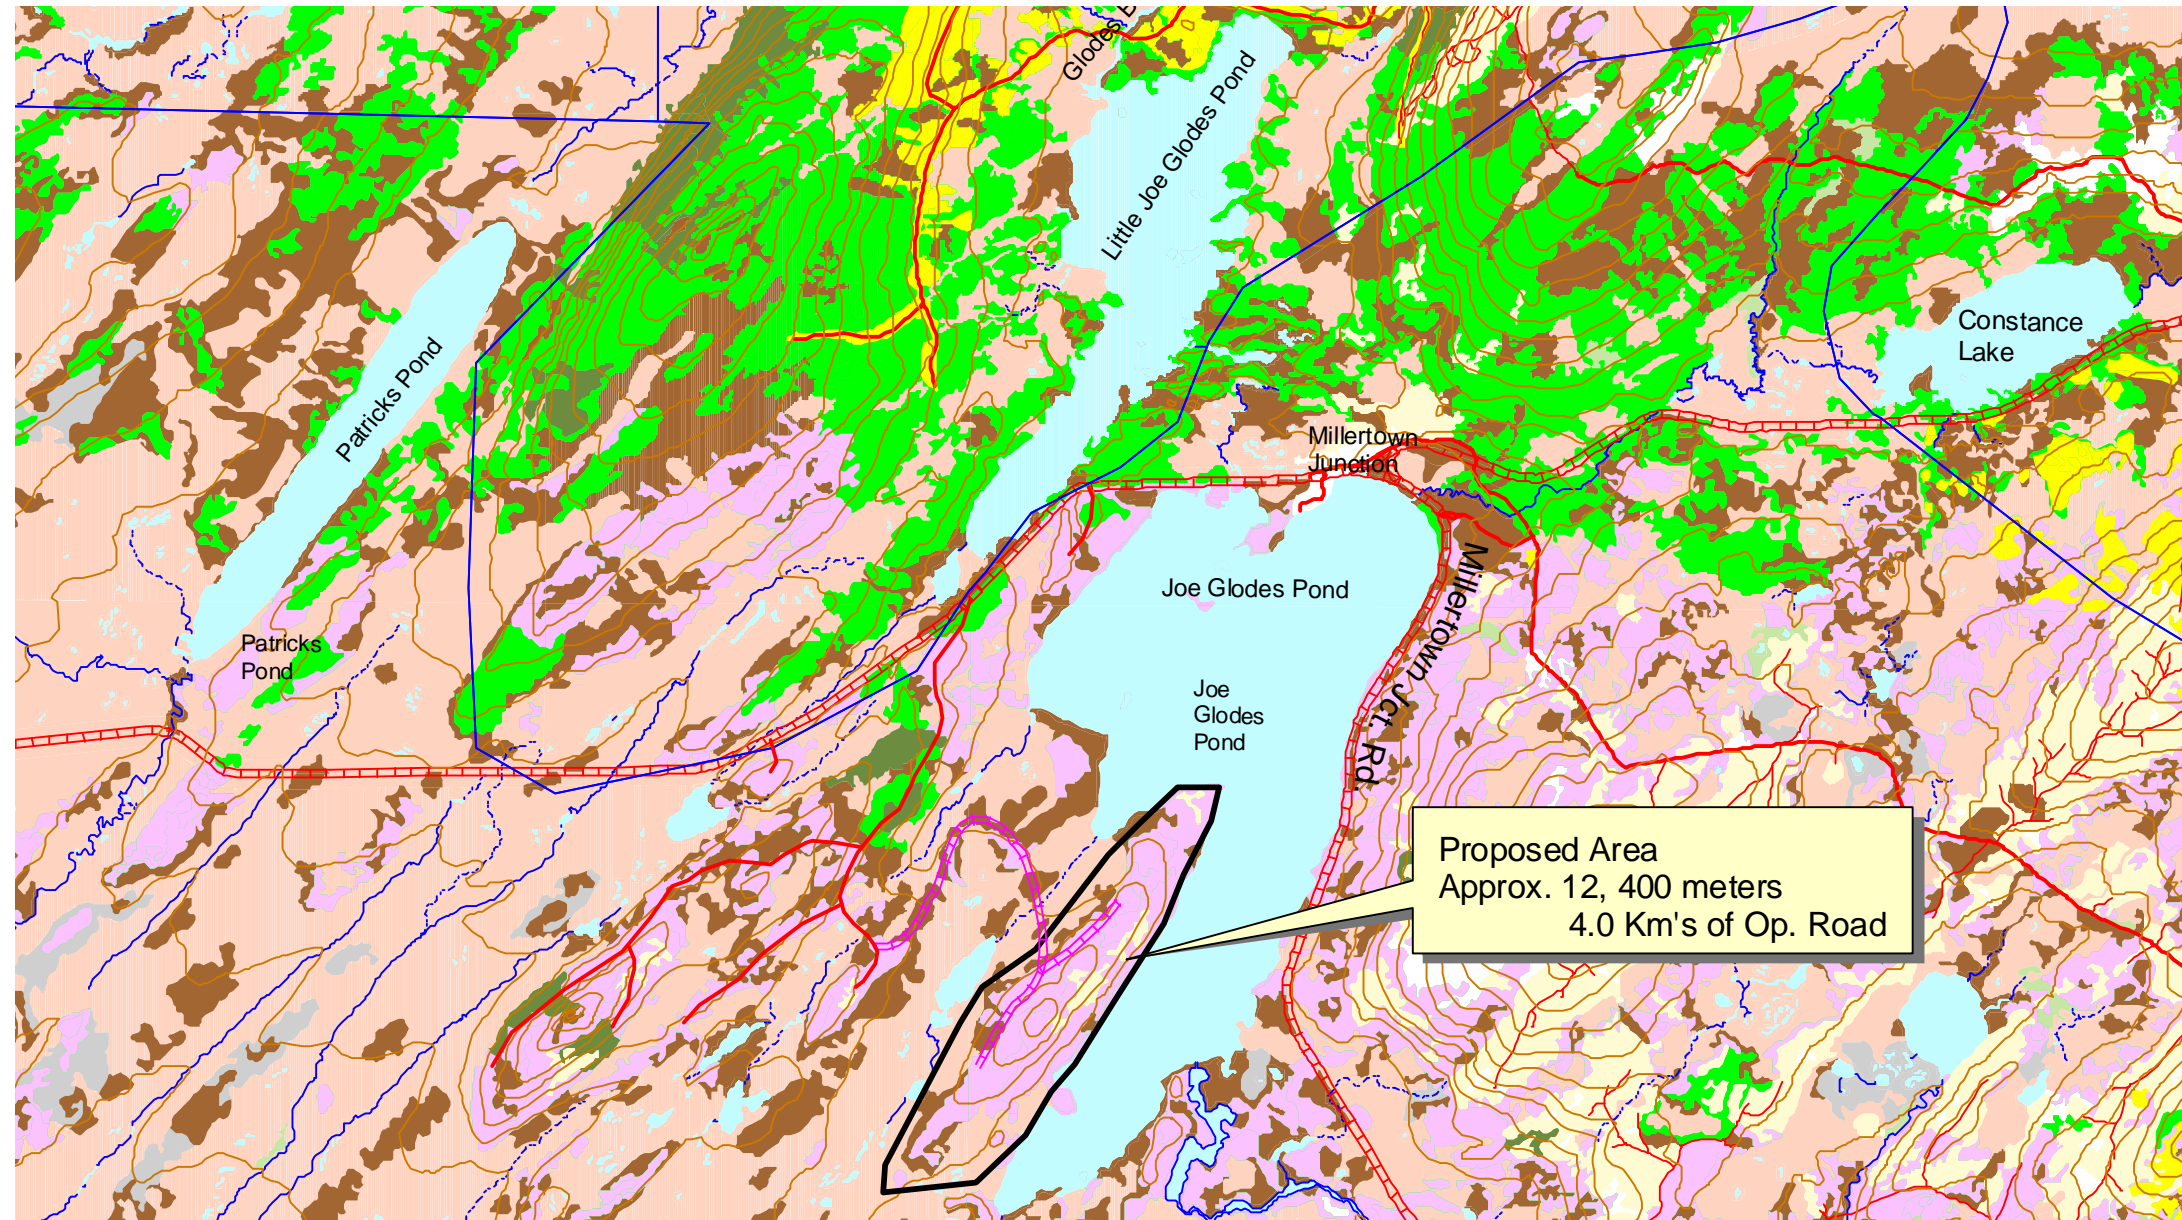 Glodes
Little Joe Glodes Pond
Constance
Lake
Patricks Pond
Millertown
Junction
Joe Glodes Pond
Millertown Jct. Rd.
Patricks
Pond
Joe
Glodes
Pond
Proposed Area
Approx. 12, 400 meters
4.0 Km's of Op. Road